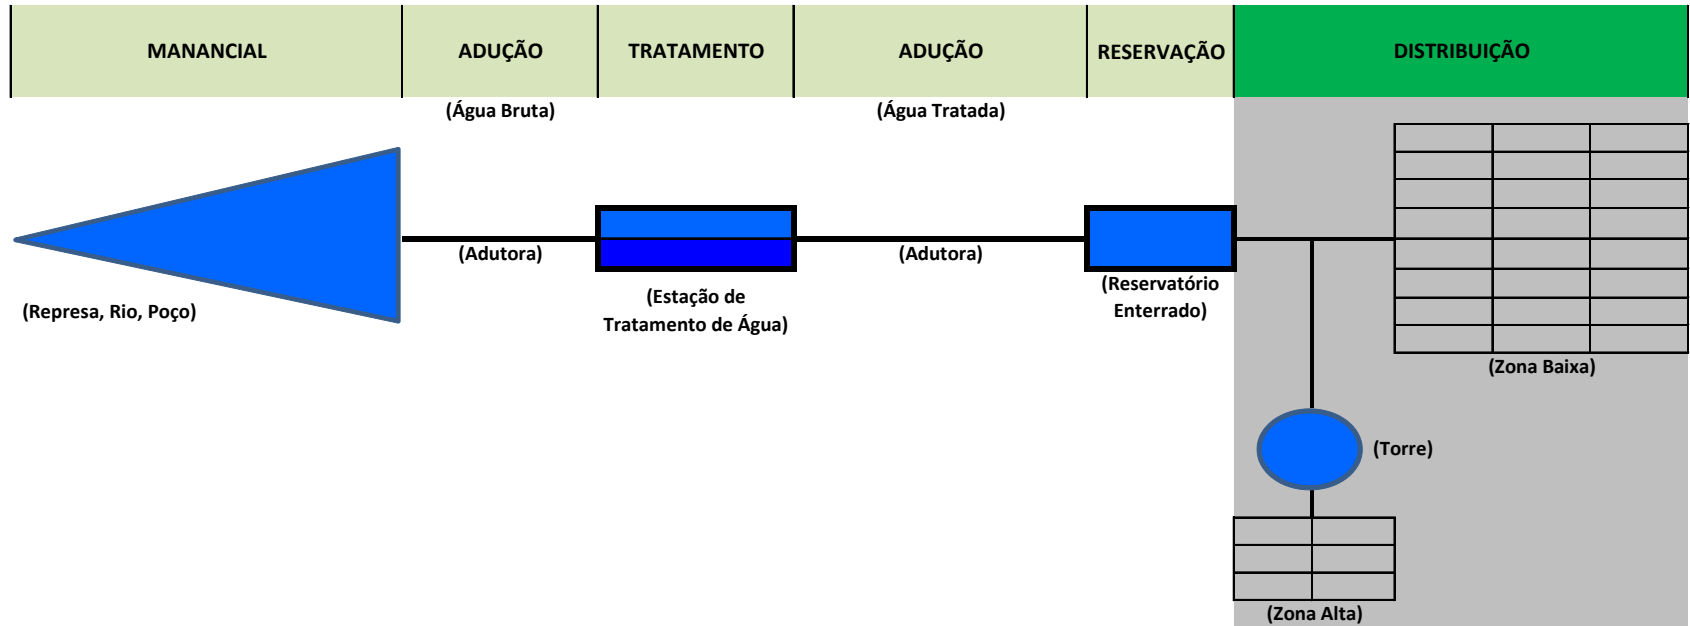 MANANCIAL
ADUÇÃO
TRATAMENTO
ADUÇÃO
RESERVAÇÃO
DISTRIBUIÇÃO
(Água Bruta)
(Água Tratada)
(Adutora)
(Adutora)
(Represa, Rio, Poço)
(Estação de
Tratamento de Água)
(Reservatório
Enterrado)
(Zona Baixa)
(Torre)
(Zona Alta)